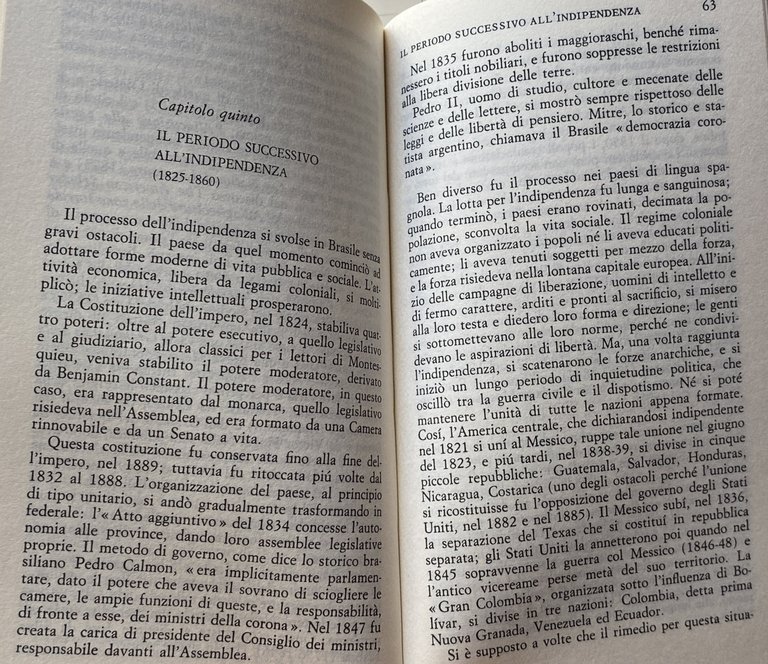 Capitolo quinto
IL PERIODO SUCCESSIVO
ALL'INDIPENDENZA
(1825-1860)
Il processo dell'indipendenza si svolse in Brasile senza
gravi ostacoli. Il paese da quel momento cominciò ad
adottare forme moderne di vita pubblica e sociale. L'at-
tività economica, libera da legami coloniali, si molti-
plicò; le iniziative intellettuali prosperarono.
La Costituzione dell'impero, nel 1824, stabiliva quat-
tro poteri: oltre al potere esecutivo, a quello legislativo
e al giudiziario, allora classici per i lettori di Montes-
quieu, veniva stabilito il potere moderatore, derivato
da Benjamin Constant. Il potere moderatore, in questo
caso, era rappresentato dal monarca, quello legislativo
risiedeva nell'Assemblea, ed era formato da una Camera
rinnovabile e da un Senato a vita.
Questa costituzione fu conservata fino alla fine del-
l'impero, nel 1889; tuttavia fu ritoccata piú volte dal
1832 al 1888. L'organizzazione del paese, al principio
di tipo unitario, si andò gradualmente trasformando in
federale: l'« Atto aggiuntivo » del 1834 concesse l'auto-
nomia alle province, dando loro assemblee legislative
proprie. Il metodo di governo, come dice lo storico bra-
siliano Pedro Calmon, « era implicitamente parlamen-
tare, dato il potere che aveva il sovrano di sciogliere le
camere, le ampie funzioni di queste, e la responsabilità,
di fronte a esse, dei ministri della corona ». Nel 1847 fu
creata la carica di presidente del Consiglio dei ministri,
responsabile davanti all'Assemblea.
IL PERIODO SUCCESSIVO ALL'INDIPENDENZA 63
Nel 1835 furono aboliti i maggioraschi, benché rima-
nessero i titoli nobiliari, e furono soppresse le restrizioni
alla libera divisione delle terre.
Pedro II, uomo di studio, cultore e mecenate delle
scienze e delle lettere, si mostrò sempre rispettoso delle
leggi e delle libertà di pensiero. Mitre, lo storico e sta-
tista argentino, chiamava il Brasile « democrazia coro-
nata ».
Ben diverso fu il processo nei paesi di lingua spa-
gnola. La lotta per l'indipendenza fu lunga e sanguinosa;
quando terminò, i paesi erano rovinati, decimata la po-
polazione, sconvolta la vita sociale. Il regime coloniale
non aveva organizzato i popoli né li aveva educati politi-
camente; li aveva tenuti soggetti per mezzo della forza,
e la forza risiedeva nella lontana capitale europea. All'ini-
zio delle campagne di liberazione, uomini di intelletto e
di fermo carattere, arditi e pronti al sacrificio, si misero
alla loro testa e diedero loro forma e direzione; le genti
si sottomettevano alle loro norme, perché ne condivi-
devano le aspirazioni di libertà. Ma, una volta raggiunta
l'indipendenza, si scatenarono le forze anarchiche, e si
iniziò un lungo periodo di inquietudine politica, che
oscillò tra la guerra civile e il dispotismo. Né si poté
mantenere l'unità di tutte le nazioni appena formate.
Cosí, l'America centrale, che dichiarandosi indipendente
nel 1821 si uní al Messico, ruppe tale unione nel giugno
del 1823, e piú tardi, nel 1838-39, si divise in cinque
piccole repubbliche: Guatemala, Salvador, Honduras,
Nicaragua, Costarica (uno degli ostacoli perché l'unione
si ricostituisse fu l'opposizione del governo degli Stati
Uniti, nel 1882 e nel 1885). Il Messico subí, nel 1836,
la separazione del Texas che si costituí in repubblica
separata; gli Stati Uniti la annetterono poi quando nel
1845 sopravvenne la guerra col Messico (1846-48) e
l'antico vicereame perse metà del suo territorio. La
« Gran Colombia », organizzata sotto l'influenza di Bo-
lívar, si divise in tre nazioni: Colombia, detta prima
Nuova Granada, Venezuela ed Ecuador.
Si è supposto a volte che il rimedio per questa situa-